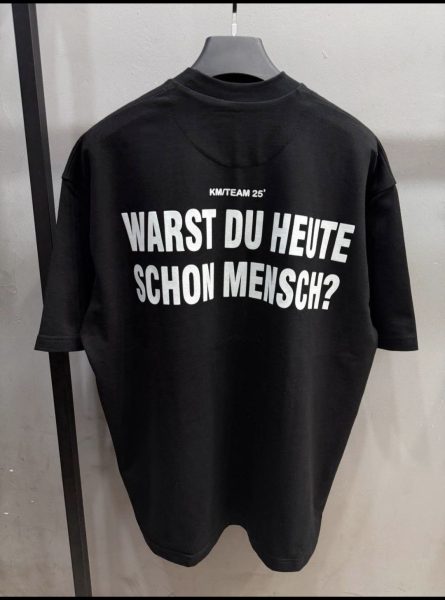 KM/TEAM 25+
WARST DU HEUTE
SCHON MENSCH?